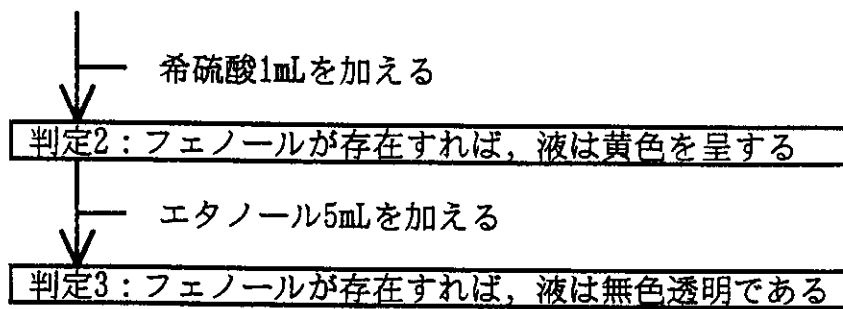 希硫酸1mLを加える
判定2:フェノールが存在すれば,液は黄色を呈する
エタノール5mLを加える
判定3:フェノールが存在すれば,液は無色透明である